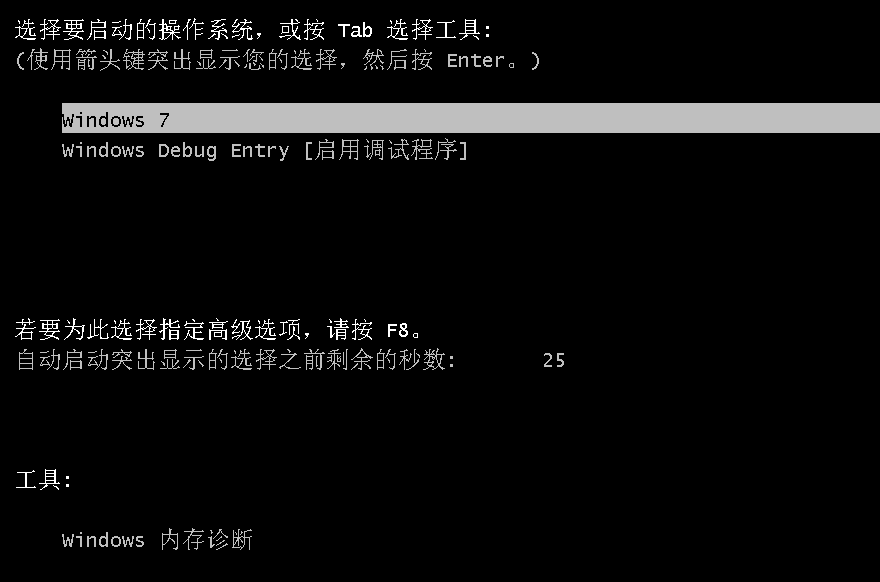 选择要启动的操作系统，或按 Tab 选择工具:
(使用箭头键突出显示您的选择，然后按 Enter。)
Windows 7
Windows Debug Entry [启用调试程序]
若要为此选择指定高级选项，请按 F8。
自动启动突出显示的选择之前剩余的秒数: 25
工具:
Windows 内存诊断